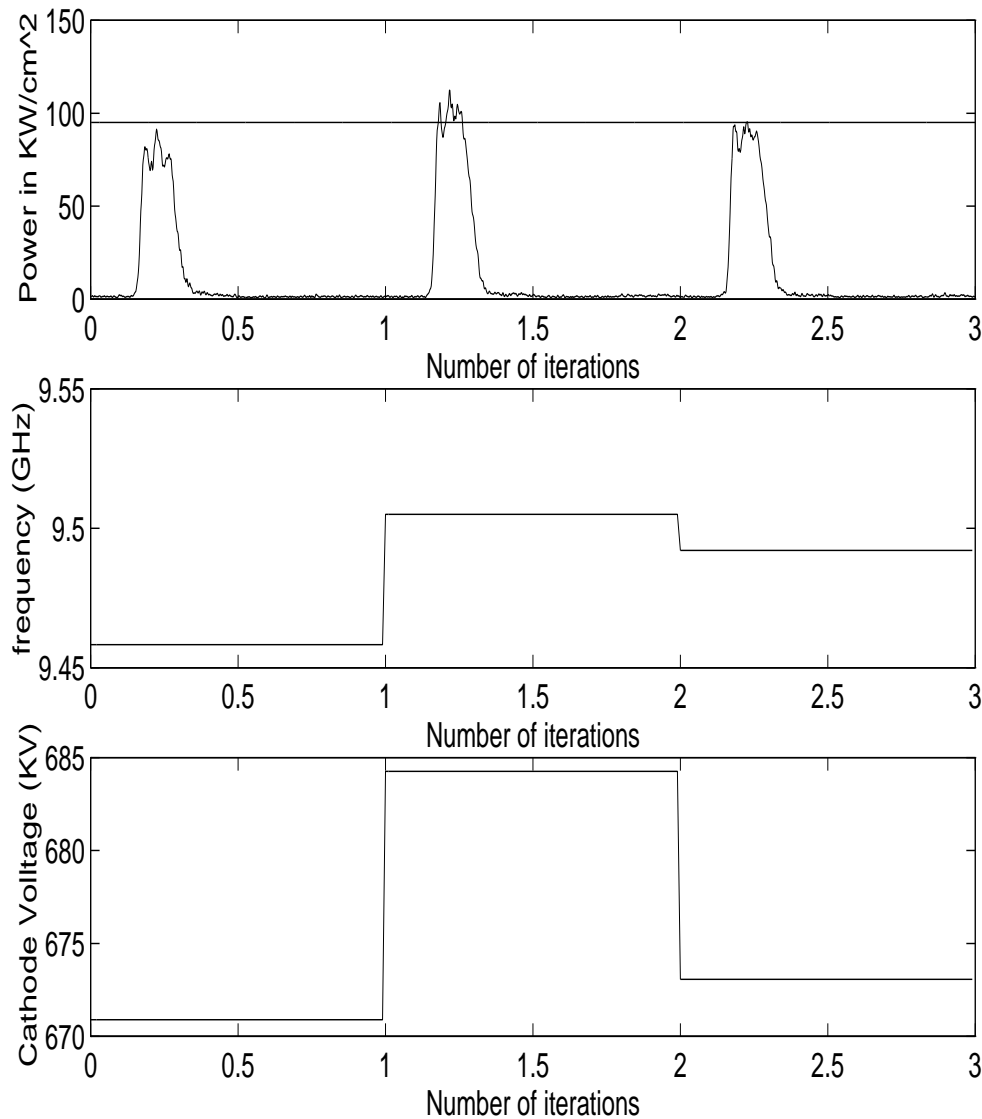 150
100
50
0
Power in KW/cm^2
0 0.5 1 1.5 2 2.5 3
Number of iterations
9.55
9.5
9.45
frequency (GHz)
0 0.5 1 1.5 2 2.5 3
Number of iterations
685
680
675
670
Cathode Volltage (KV)
0 0.5 1 1.5 2 2.5 3
Number of iterations